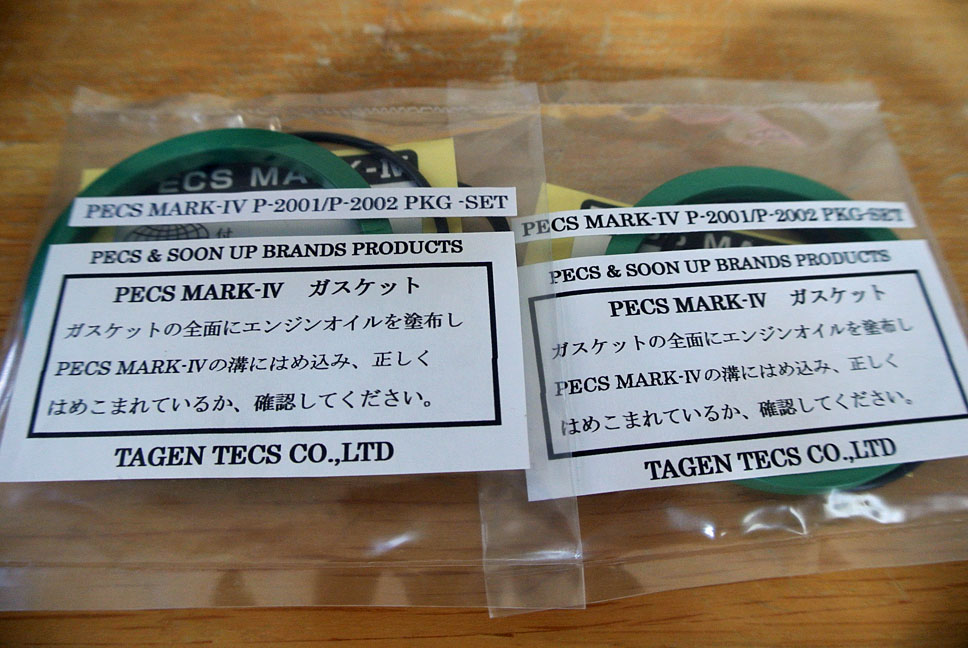 ECS MA
K-IV
付
PECS MARK-IV P-2001/P-2002 PKG -SET
PECS & SOON UP BRANDS PRODUCTS
PECS MARK-IV ガスケット
ガスケットの全面にエンジンオイルを塗布し
PECS MARK-IVの溝にはめ込み、正しく
はめこまれているか、確認してください。
TAGEN TECS CO.,LTD
PECS MARK-IV P-2001/P-2002 PKG-SET
PECS & SOON UP BRANDS PRODUCTS
PECS MARK-IV ガスケット
ガスケットの全面にエンジンオイルを塗布し
PECS MARK-IVの溝にはめ込み、正しく
はめこまれているか、確認してください。
TAGEN TECS CO.,LTD